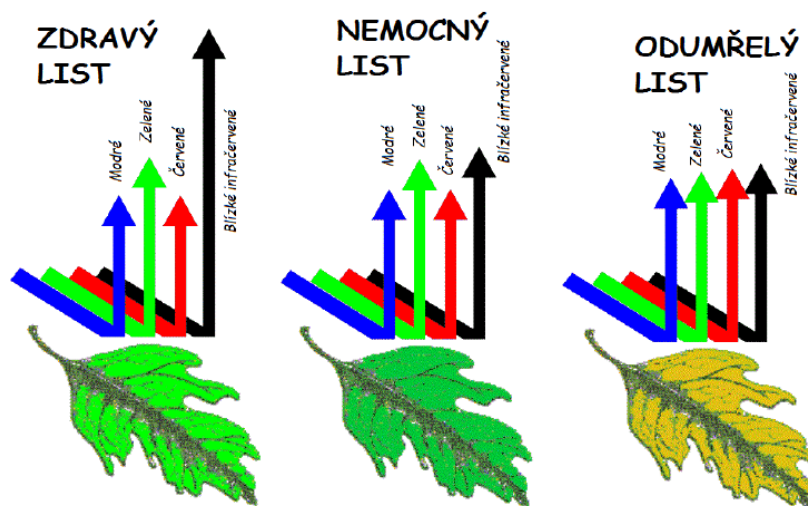 ZDRAVÝ
LIST
Modré
Zelené
Červené
Blízké infračervené
NEMOCNÝ
LIST
Modré
Zelené
Červené
Blízké infračervené
ODUMŘELÝ
LIST
Modré
Zelené
Červené
Blízké infračervené